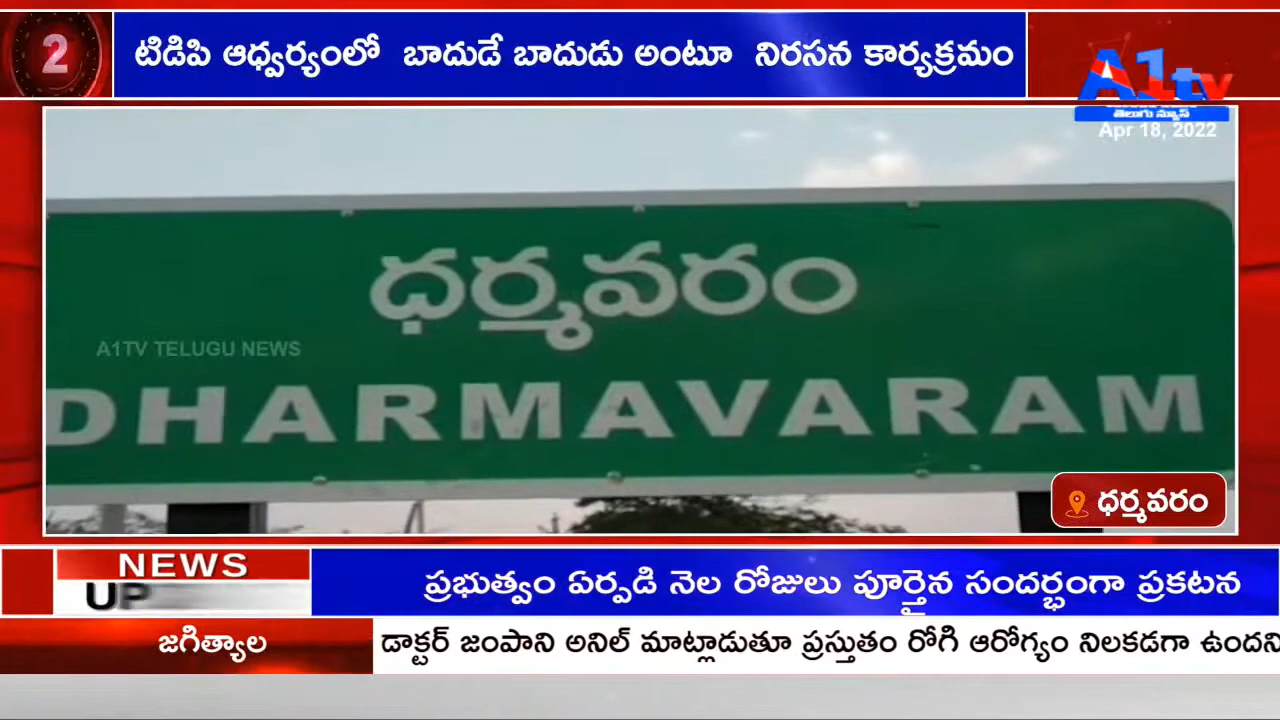 2
టిడిపి ఆధ్వర్యంలో బాదుడే బాదుడు అంటూ నిరసన కార్యక్రమం
A1tv
తెలుగు న్యూస్
Apr 18, 2022
ధర్మవరం
A1TV TELUGU NEWS
DHARMAVARAM
ధర్మవరం
NEWS
UP
ప్రభుత్వం ఏర్పడి నెల రోజులు పూర్తైన సందర్భంగా ప్రకటన
జగిత్యాల
డాక్టర్ జంపాని అనిల్ మాట్లాడుతూ ప్రస్తుతం రోగి ఆరోగ్యం నిలకడగా ఉందని